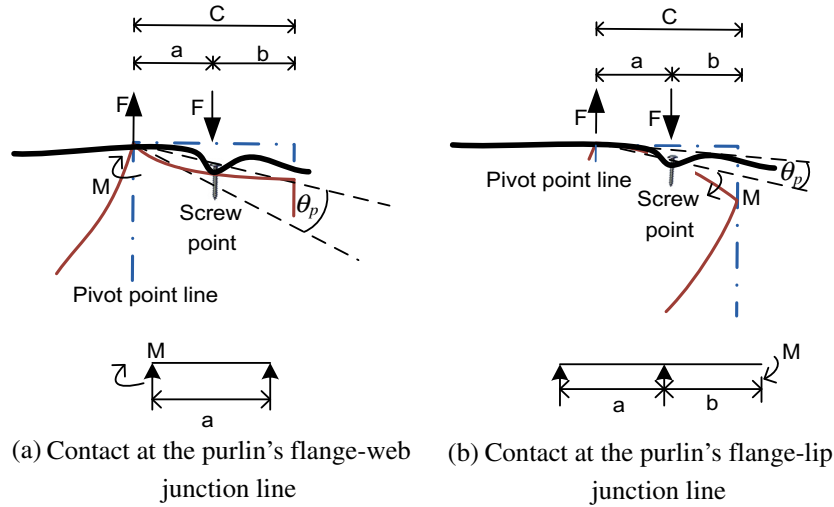 C
a b
F F
M
θp
Screw
point
Pivot point line
M
a
(a) Contact at the purlin's flange-web
junction line
C
a b
F F
Pivot point line
θp
M
Screw
point
M
a b
(b) Contact at the purlin's flange-lip
junction line